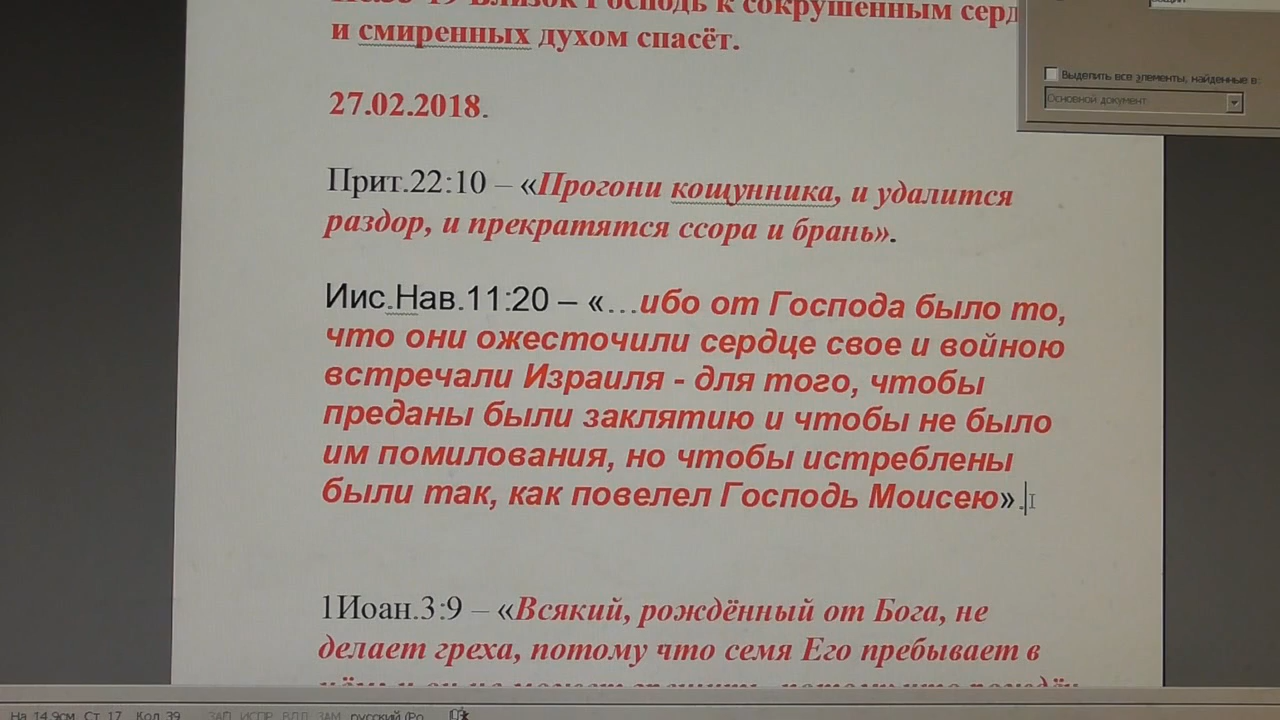 к сокрушенным серд
и смиренных духом спасёт.
Выделить все элементы, найденные в:
Основной документ
27.02.2018.
Прит.22:10 – «Прогони кощунника, и удалится
раздор, и прекратятся ссора и брань».
Иис.Нав.11:20 – «…ибо от Господа было то,
что они ожесточили сердце свое и войною
встречали Израиля - для того, чтобы
преданы были заклятию и чтобы не было
им помилования, но чтобы истреблены
были так, как повелел Господь Моисею».
1Иоан.3:9 – «Всякий, рождённый от Бога, не
делает греха, потому что семя Его пребывает в
На 14.9см Ст 17 Кол 39 ЗАП ИСПР ВДЛ ЗАМ русский (Ро